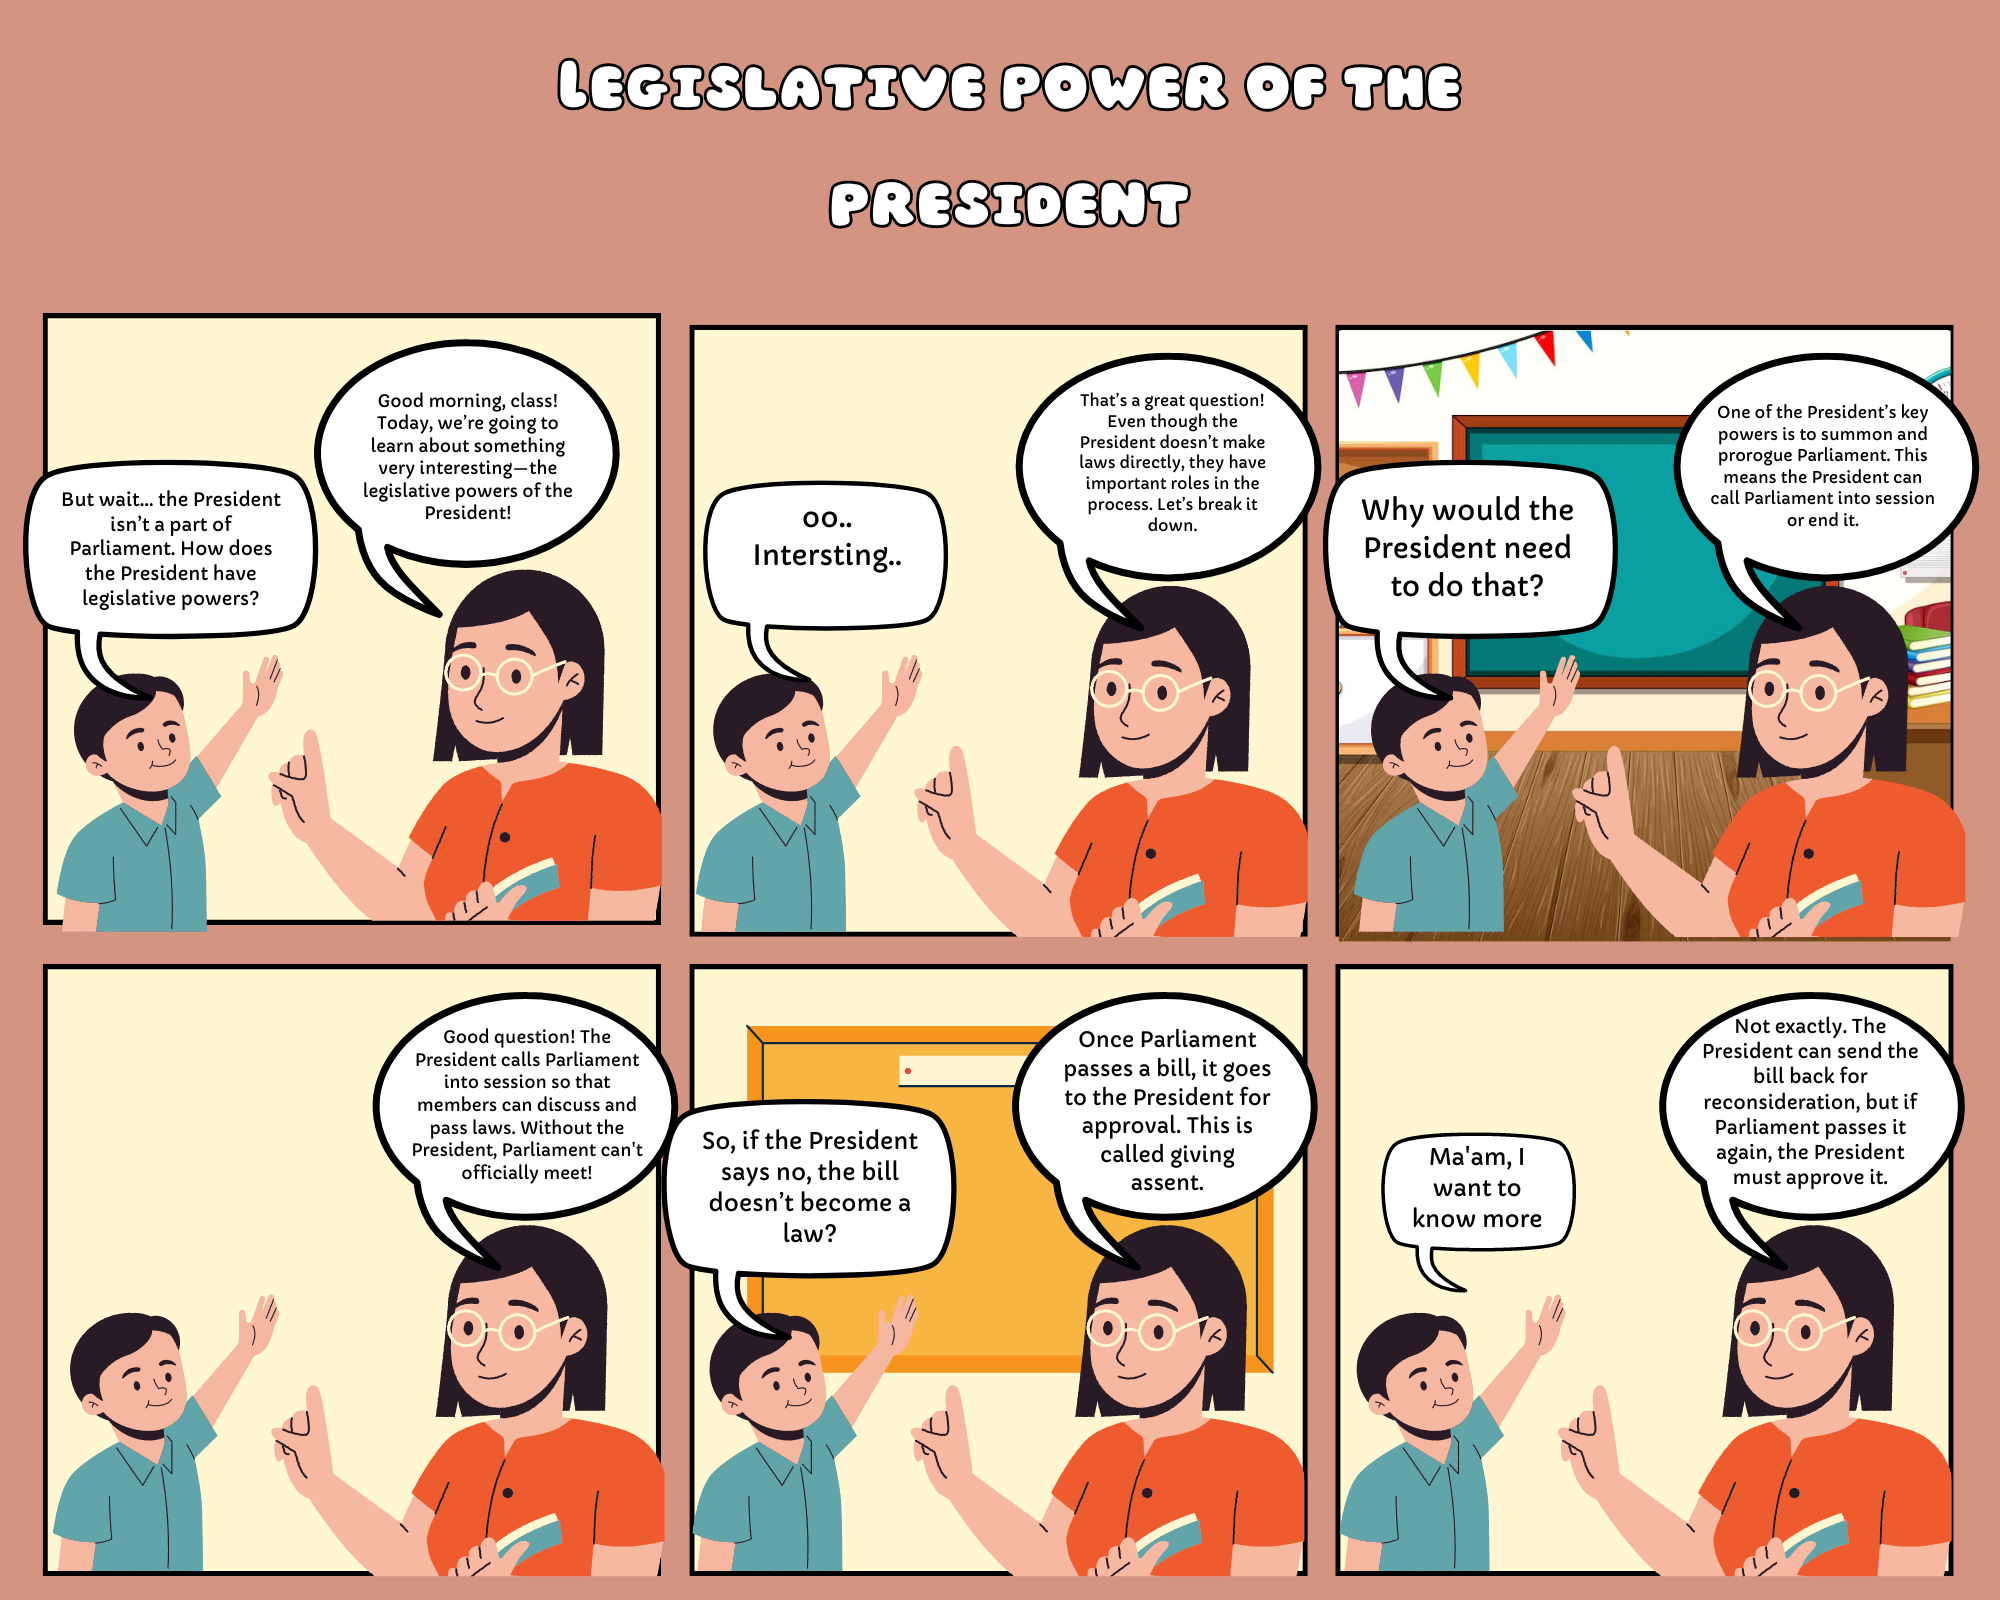 LEGISLATIVE POWER OF THE
PRESIDENT
Good morning, class!
Today, we're going to
learn about something
very interesting—the
legislative powers of the
President!
But wait... the President
isn't a part of
Parliament. How does
the President have
legislative powers?
That's a great question!
Even though the
President doesn't make
laws directly, they have
important roles in the
process. Let's break it
down.
oo..
Intersting..
One of the President's key
powers is to summon and
prorogue Parliament. This
means the President can
call Parliament into session
or end it.
Why would the
President need
to do that?
Good question! The
President calls Parliament
into session so that
members can discuss and
pass laws. Without the
President, Parliament can't
officially meet!
Once Parliament
passes a bill, it goes
to the President for
approval. This is
called giving
assent.
So, if the President
says no, the bill
doesn't become a
law?
Not exactly. The
President can send the
bill back for
reconsideration, but if
Parliament passes it
again, the President
must approve it.
Ma'am, I
want to
know more